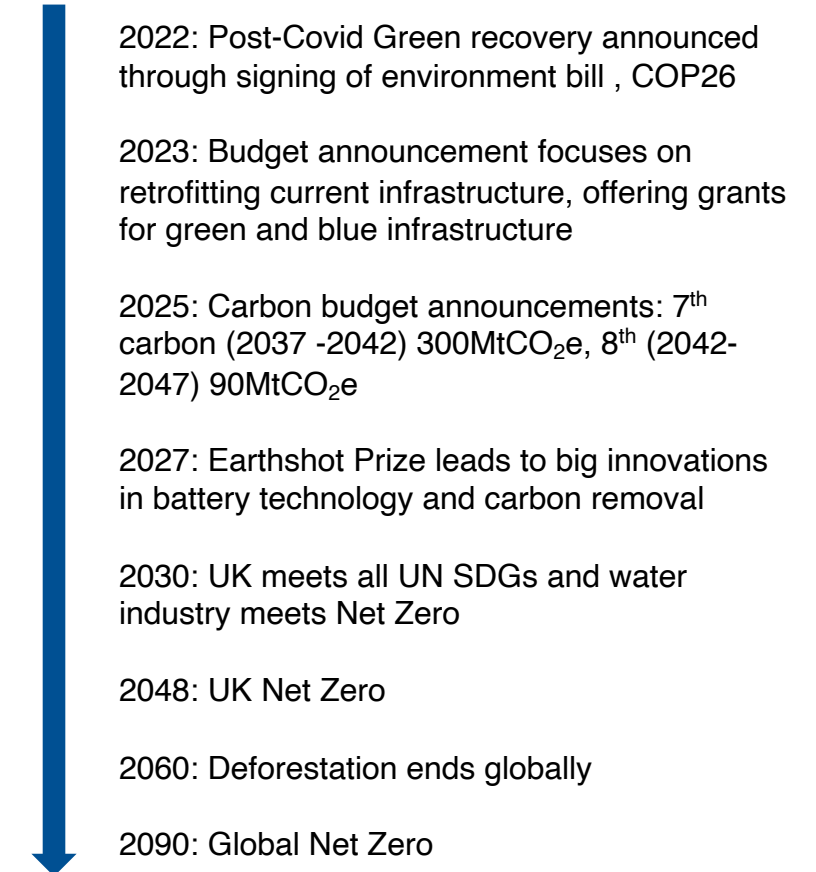 2022: Post-Covid Green recovery announced
through signing of environment bill , COP26
2023: Budget announcement focuses on
retrofitting current infrastructure, offering grants
for green and blue infrastructure
2025: Carbon budget announcements: 7th
carbon (2037 -2042) 300MtCO₂e, 8th (2042-
2047) 90MtCO₂e
2027: Earthshot Prize leads to big innovations
in battery technology and carbon removal
2030: UK meets all UN SDGs and water
industry meets Net Zero
2048: UK Net Zero
2060: Deforestation ends globally
2090: Global Net Zero